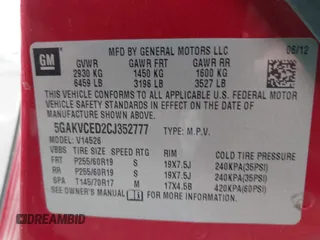 GM
MFD BY GENERAL MOTORS LLC 06/12
GVWR GAWR FRT GAWR RR
2930 KG 1450 KG 1600 KG
6459 LB 3196 LB 3527 LB
THIS VEHICLE CONFORMS TO ALL APPLICABLE U.S. FEDERAL MOTOR
VEHICLE SAFETY STANDARDS IN EFFECT ON THE DATE OF
MANUFACTURE SHOWN ABOVE.
5GAKVCED2CJ352777 TYPE: M.P.V.
MODEL: V14526
VBBS TIRE SIZE SPEED RTG RIM COLD TIRE PRESSURE
FRT P255/60R19 S 19X7.5J 240KPA(35PSI)
RR P255/60R19 S 19X7.5J 240KPA(35PSI)
SPA T145/70R17 M 17X4.5B 420KPA(60PSI)
SEE OWNER'S MANUAL FOR ADDITIONAL INFORMATION.
DREAMBID